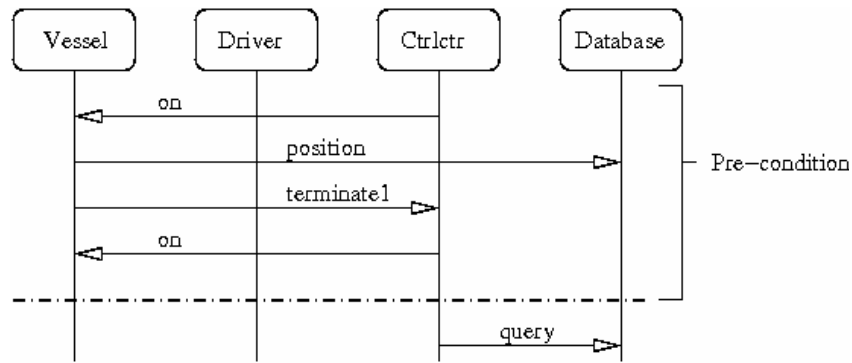 Vessel
Driver
Ctrlctr
Database
on
position
Pre-condition
terminate1
on
query